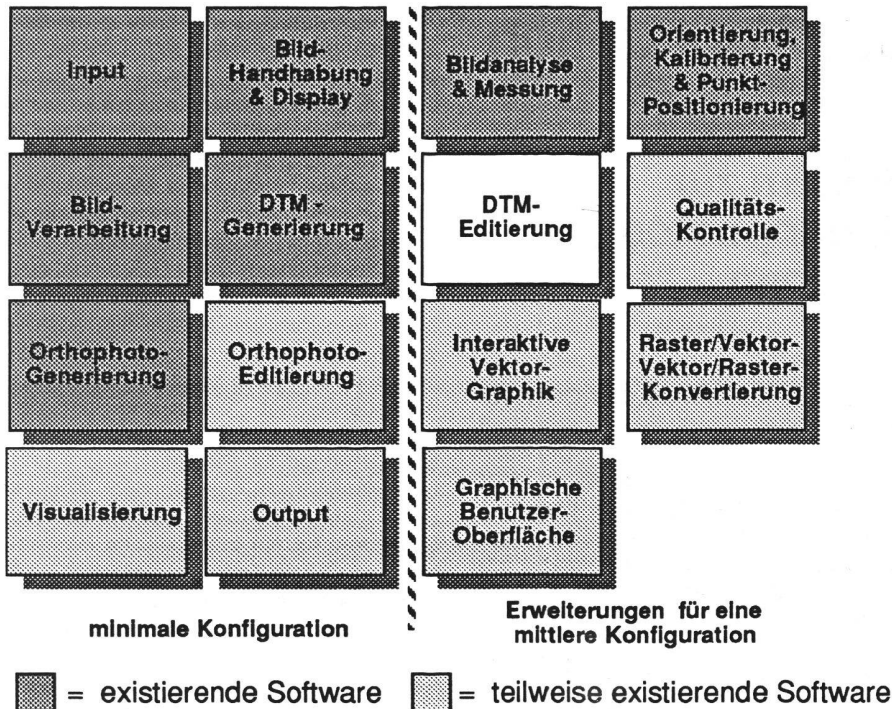 Input
Bild-
Handhabung
& Display
Bildanalyse
& Messung
Orientierung,
Kalibrierung
& Punkt-
Positionierung
Bild-
Verarbeitung
DTM -
Generierung
DTM-
Editierung
Qualitäts-
Kontrolle
Orthophoto-
Generierung
Orthophoto-
Editierung
Interaktive
Vektor-
Graphik
Raster/Vektor-
Vektor/Raster-
Konvertierung
Visualisierung
Output
Graphische
Benutzer-
Oberfläche
minimale Konfiguration
Erweiterungen für eine
mittlere Konfiguration
= existierende Software
= teilweise existierende Software